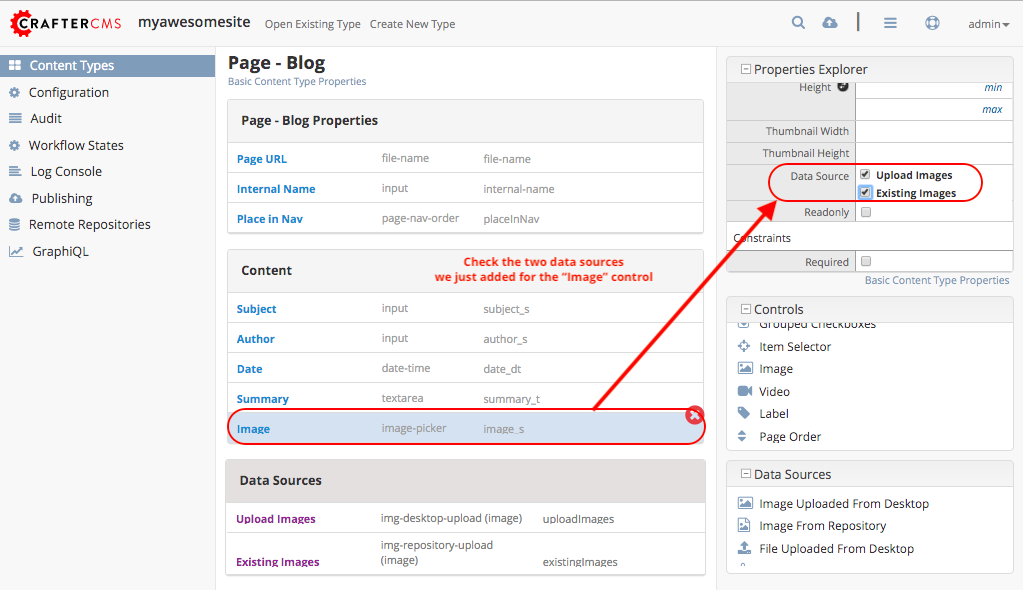 CRAFTERCMS myawesomesite Open Existing Type Create New Type admin
Content Types
Configuration
Audit
Workflow States
Log Console
Publishing
Remote Repositories
GraphiQL
Page - Blog
Basic Content Type Properties
Page - Blog Properties
Page URL file-name file-name
Internal Name input internal-name
Place in Nav page-nav-order placeInNav
Content
Check the two data sources
we just added for the "Image" control
Subject input subject_s
Author input author_s
Date date-time date_dt
Summary textarea summary_t
Image image-picker image_s
Data Sources
Upload Images img-desktop-upload (image) uploadImages
img-repository-upload
Existing Images (image) existingImages
Properties Explorer
Height min
max
Thumbnail Width
Thumbnail Height
Data Source Upload Images
Existing Images
Readonly
Constraints
Required
Basic Content Type Properties
Controls
Grouped Checkboxes
Item Selector
Image
Video
Label
Page Order
Data Sources
Image Uploaded From Desktop
Image From Repository
File Uploaded From Desktop